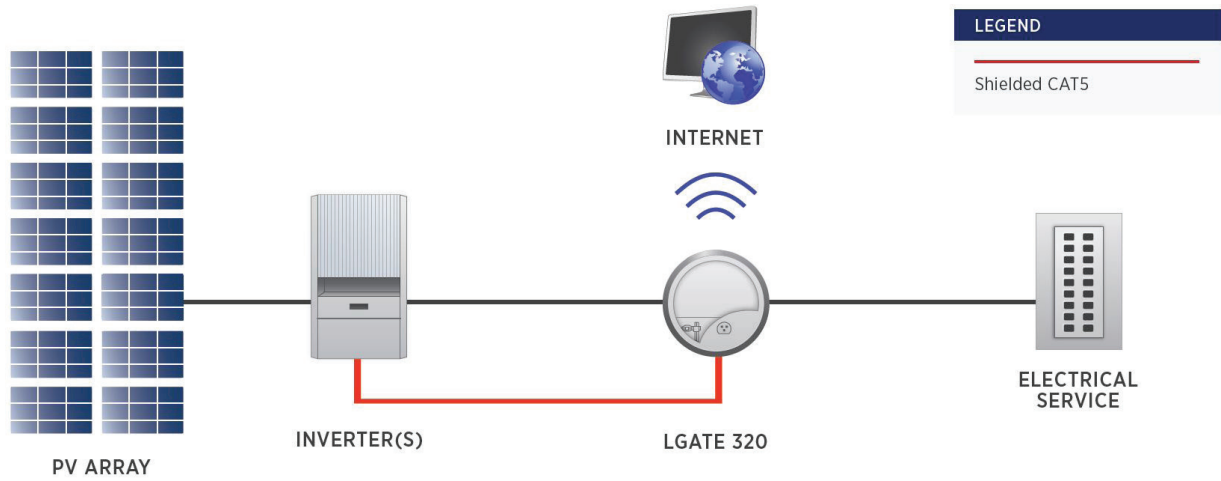 LEGEND
Shielded CAT5
INTERNET
ELECTRICAL
SERVICE
INVERTER(S)
LGATE 320
PV ARRAY